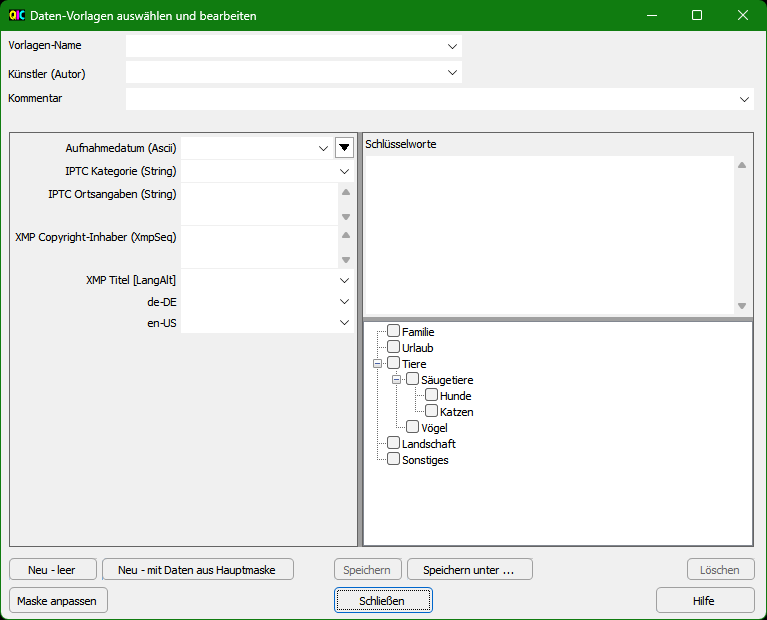 QIC Daten-Vorlagen auswählen und bearbeiten
Vorlagen-Name
Künstler (Autor)
Kommentar
Aufnahmedatum (Ascii)
IPTC Kategorie (String)
IPTC Ortsangaben (String)
XMP Copyright-Inhaber (XmpSeq)
XMP Titel [LangAlt]
de-DE
en-US
Schlüsselworte
Familie
Urlaub
Tiere
Säugetiere
Hunde
Katzen
Vögel
Landschaft
Sonstiges
Neu - leer
Neu - mit Daten aus Hauptmaske
Speichern
Speichern unter ...
Löschen
Maske anpassen
Schließen
Hilfe